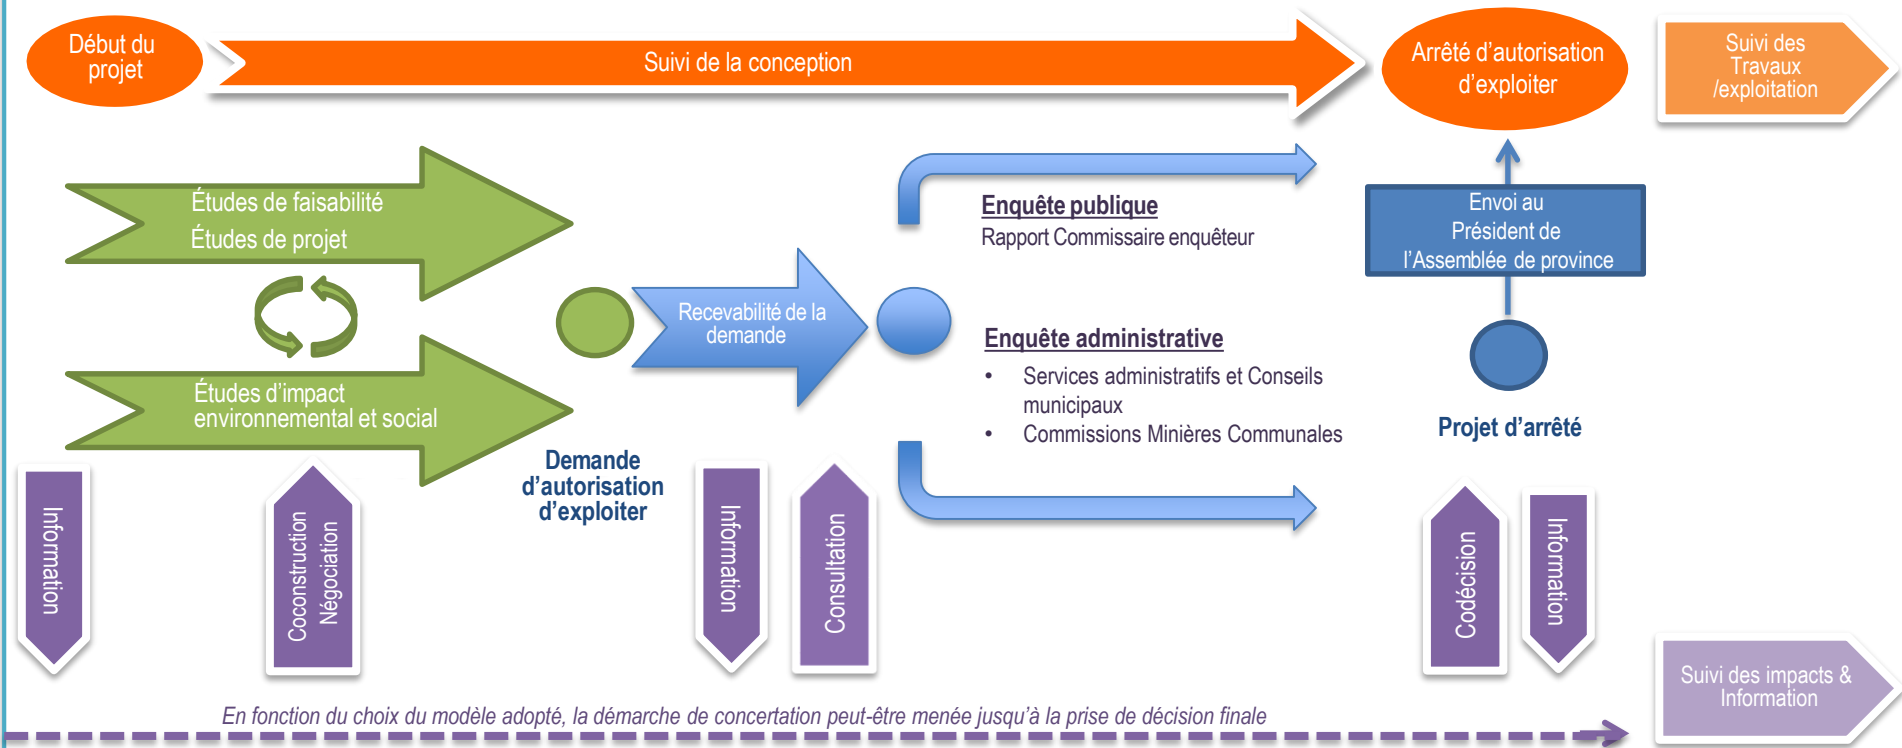 Début du
projet
Suivi de la conception
Arrêté d'autorisation
d'exploiter
Suivi des
Travaux
/exploitation
Études de faisabilité
Études de projet
Études d'impact
environnemental et social
Demande
d'autorisation
d'exploiter
Recevabilité de la
demande
Enquête publique
Rapport Commissaire enquêteur
Enquête administrative
• Services administratifs et Conseils
municipaux
• Commissions Minières Communales
Envoi au
Président de
l'Assemblée de province
Projet d'arrêté
Information
Coconstruction
Négociation
Information
Consultation
Codécision
Information
Suivi des impacts &
Information
En fonction du choix du modèle adopté, la démarche de concertation peut-être menée jusqu'à la prise de décision finale